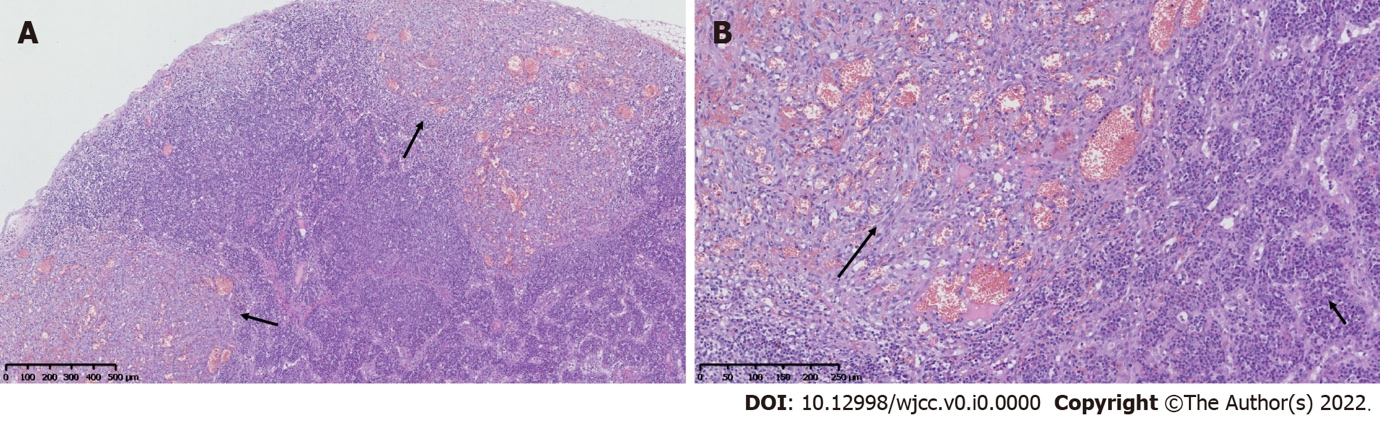 A
B
0 100 200 300 400 500 μm
0 50 100 150 200 250 μm
DOI: 10.12998/wjcc.v0.i0.0000 Copyright ©The Author(s) 2022.